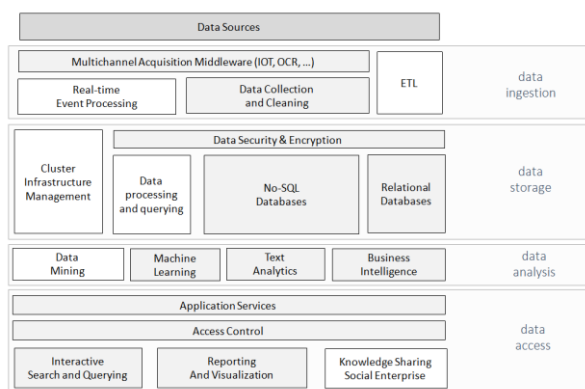 Data Sources
Multichannel Acquisition Middleware (IOT, OCR, ...)
Real-time
Event Processing
Data Collection
and Cleaning
ETL
data
ingestion
Cluster
Infrastructure
Management
Data Security & Encryption
Data
processing
and querying
No-SQL
Databases
Relational
Databases
data
storage
Data
Mining
Machine
Learning
Text
Analytics
Business
Intelligence
data
analysis
Application Services
Access Control
Interactive
Search and Querying
Reporting
And Visualization
Knowledge Sharing
Social Enterprise
data
access